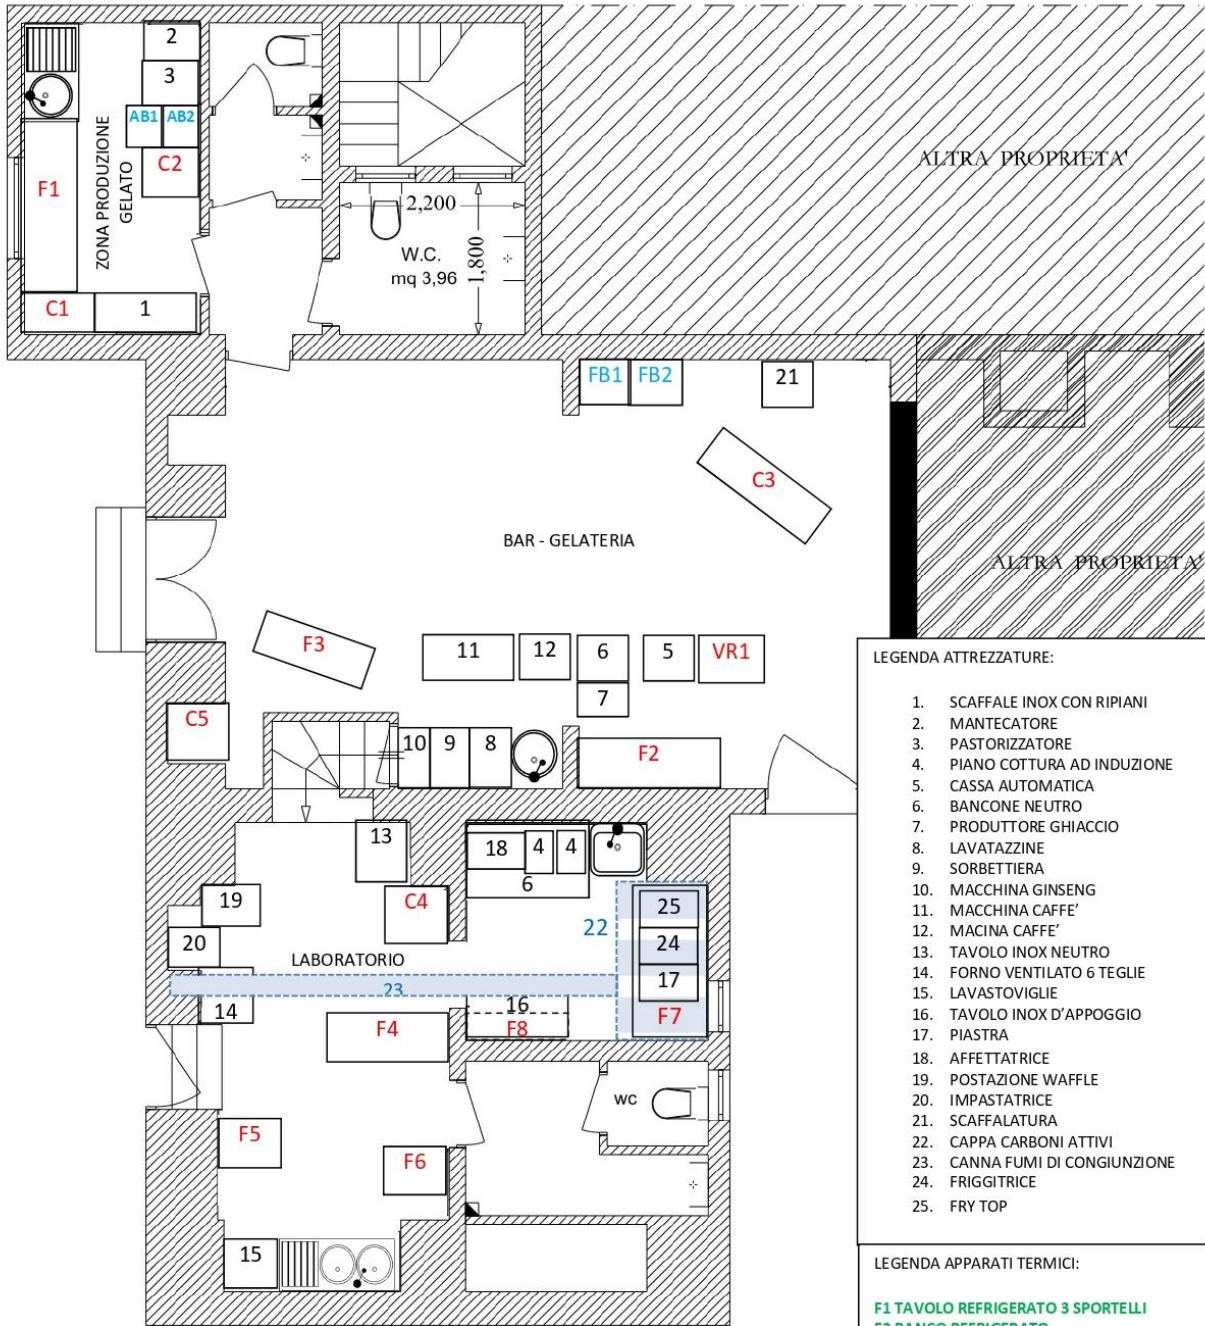 2
3
AB1 AB2
C2
F1
ZONA PRODUZIONE
GELATO
C1 1
2,200
1,800
W.C.
mq 3,96
ALTRA PROPRIETA'
FB1 FB2
21
C3
BAR - GELATERIA
ALTRA PROPRIETA'
F3
11 12 6 5 VR1
7
C5
10 9 8
F2
13
18 4 4
6
19
C4
25
20
22
24
LABORATORIO
23
17
14
16
F4
F8
F7
WC
F5
F6
15
LEGENDA ATTREZZATURE:
1. SCAFFALE INOX CON RIPIANI
2. MANTECATORE
3. PASTORIZZATORE
4. PIANO COTTURA AD INDUZIONE
5. CASSA AUTOMATICA
6. BANCONE NEUTRO
7. PRODUTTORE GHIACCIO
8. LAVATAZZINE
9. SORBETTIERA
10. MACCHINA GINSENG
11. MACCHINA CAFFE'
12. MACINA CAFFE'
13. TAVOLO INOX NEUTRO
14. FORNO VENTILATO 6 TEGLIE
15. LAVASTOVIGLIE
16. TAVOLO INOX D'APPOGGIO
17. PIASTRA
18. AFFETTATRICE
19. POSTAZIONE WAFFLE
20. IMPASTATRICE
21. SCAFFALATURA
22. CAPPA CARBONI ATTIVI
23. CANNA FUMI DI CONGIUNZIONE
24. FRIGGITRICE
25. FRY TOP
LEGENDA APPARATI TERMICI:
F1 TAVOLO REFRIGERATO 3 SPORTELLI
F2 BANCO REFRIGERATO